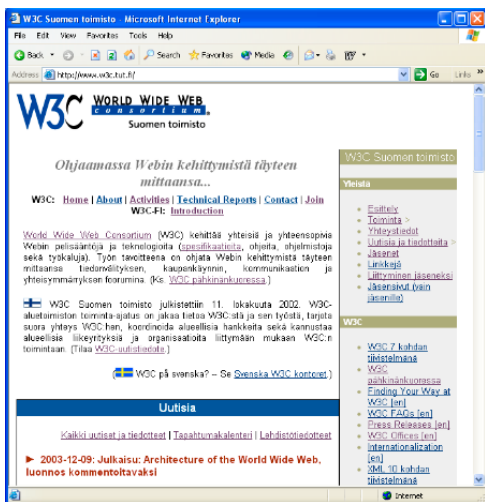 W3C Suomen toimisto - Microsoft Internet Explorer
File Edit View Favorites Tools Help
Back Search Favorites Media
Address http://www.w3c.tut.fi/ Go Links »
W3C WORLD WIDE WEB
consortium
Suomen toimisto
Ohjaamassa Webin kehittymistä täyteen
mittaansa...
W3C: Home | About | Activities | Technical Reports | Contact | Join
W3C-FI: Introduction
World Wide Web Consortium (W3C) kehittää yhteisiä ja yhteensopivia
Webin pelisääntöjä ja teknologioita (spesifikaatioita, ohjeita, ohjelmistoja
sekä työkaluja). Työn tavoitteena on ohjata Webin kehittymistä täyteen
mittaansa tiedonvälityksen, kaupankäynnin, kommunikaation ja
yhteisymmärryksen foorumina. (Ks. W3C pähkinänkuoressa.)
W3C Suomen toimisto julkistettiin 11. lokakuuta 2002. W3C-
aluetoimiston toiminta-ajatus on jakaa tietoa W3C:stä ja sen työstä, tarjota
suora yhteys W3C:hen, koordinoida alueellisia hankkeita sekä kannustaa
alueellisia liikeyrityksiä ja organisaatioita liittymään mukaan W3C:n
toimintaan. (Tilaa W3C-uutistiedote.)
( W3C på svenska? – Se Svenska W3C kontoret.)
Uutisia
Kaikki uutiset ja tiedotteet | Tapahtumakalenteri | Lehdistötiedotteet
► 2003-12-09: Julkaisu: Architecture of the World Wide Web,
luonnos kommentoitavaksi
W3C Suomen toimisto
Yleistä
Esittely
Toiminta >
Yhteystiedot
Uutisia ja tiedotteita >
Jäsenet
Linkkejä
Liittyminen jäseneksi
Jäsensivut (vain
jäsenille)
W3C
W3C 7 kohdan
tiivistelmänä
W3C
pähkinänkuoressa
Finding Your Way at
W3C [en]
W3C FAQs [en]
Press Releases [en]
W3C Offices [en]
Internationalization
[en]
XML 10 kohdan
tiivistelmänä
Internet